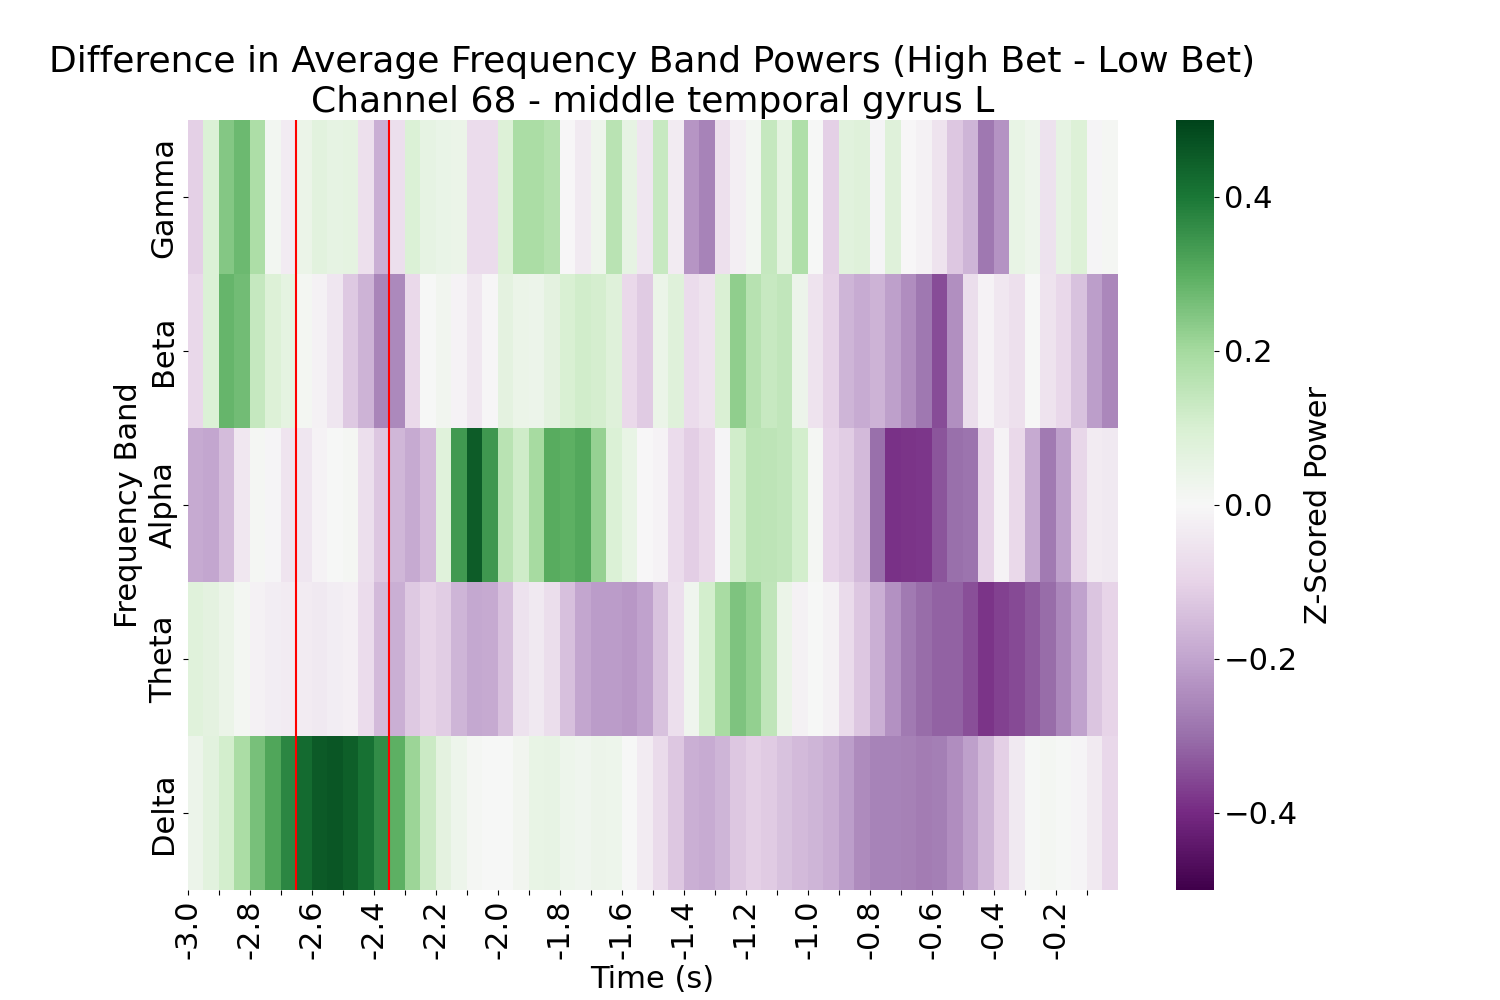 Difference in Average Frequency Band Powers (High Bet - Low Bet)
Channel 68 - middle temporal gyrus L
Frequency Band
Gamma
Beta
Alpha
Theta
Delta
-3.0
-2.8
-2.6
-2.4
-2.2
-2.0
-1.8
-1.6
-1.4
-1.2
-1.0
-0.8
-0.6
-0.4
-0.2
Time (s)
0.4
0.2
0.0
−0.2
−0.4
Z-Scored Power